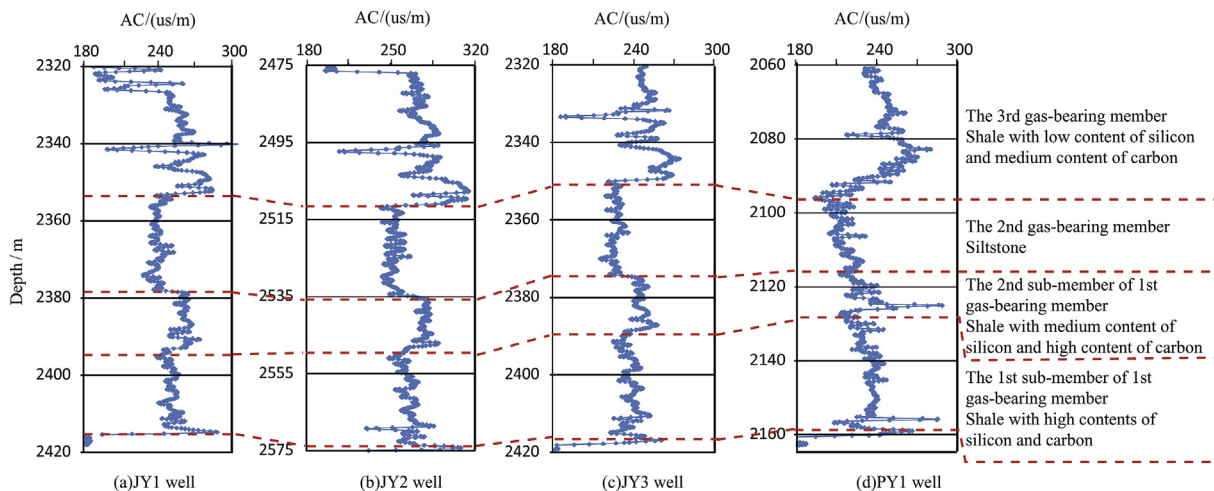 AC/(us/m)
180 240 300
AC/(us/m)
180 250 320
AC/(us/m)
180 240 300
AC/(us/m)
180 240 300
Depth / m
2320
2340
2360
2380
2400
2420
2475
2495
2515
2535
2555
2575
2320
2340
2360
2380
2400
2420
2060
2080
2100
2120
2140
2160
The 3rd gas-bearing member
Shale with low content of silicon
and medium content of carbon
The 2nd gas-bearing member
Siltstone
The 2nd sub-member of 1st
gas-bearing member
Shale with medium content of
silicon and high content of carbon
The 1st sub-member of 1st
gas-bearing member
Shale with high contents of
silicon and carbon
(a)JY1 well
(b)JY2 well
(c)JY3 well
(d)PY1 well